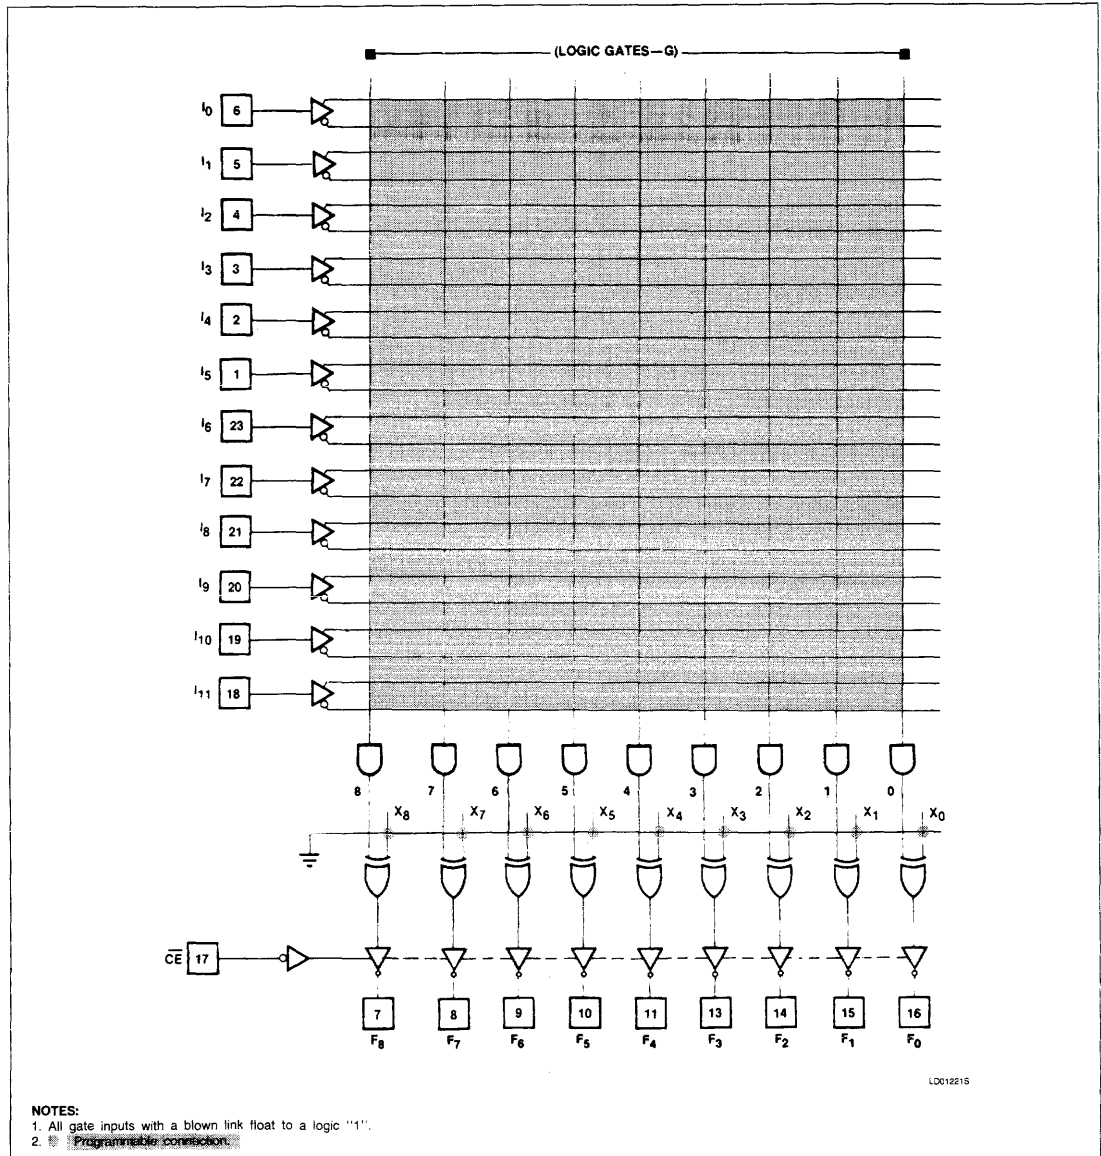 (LOGIC GATES—G)
I0 6
I1 5
I2 4
I3 3
I4 2
I5 1
I6 23
I7 22
I8 21
I9 20
I10 19
I11 18
8 7 6 5 4 3 2 1 0
X8 X7 X6 X5 X4 X3 X2 X1 X0
C̅E̅ 17
7 8 9 10 11 13 14 15 16
F8 F7 F6 F5 F4 F3 F2 F1 F0
LD01221S
NOTES:
1. All gate inputs with a blown link float to a logic "1".
2. Programmable connection.